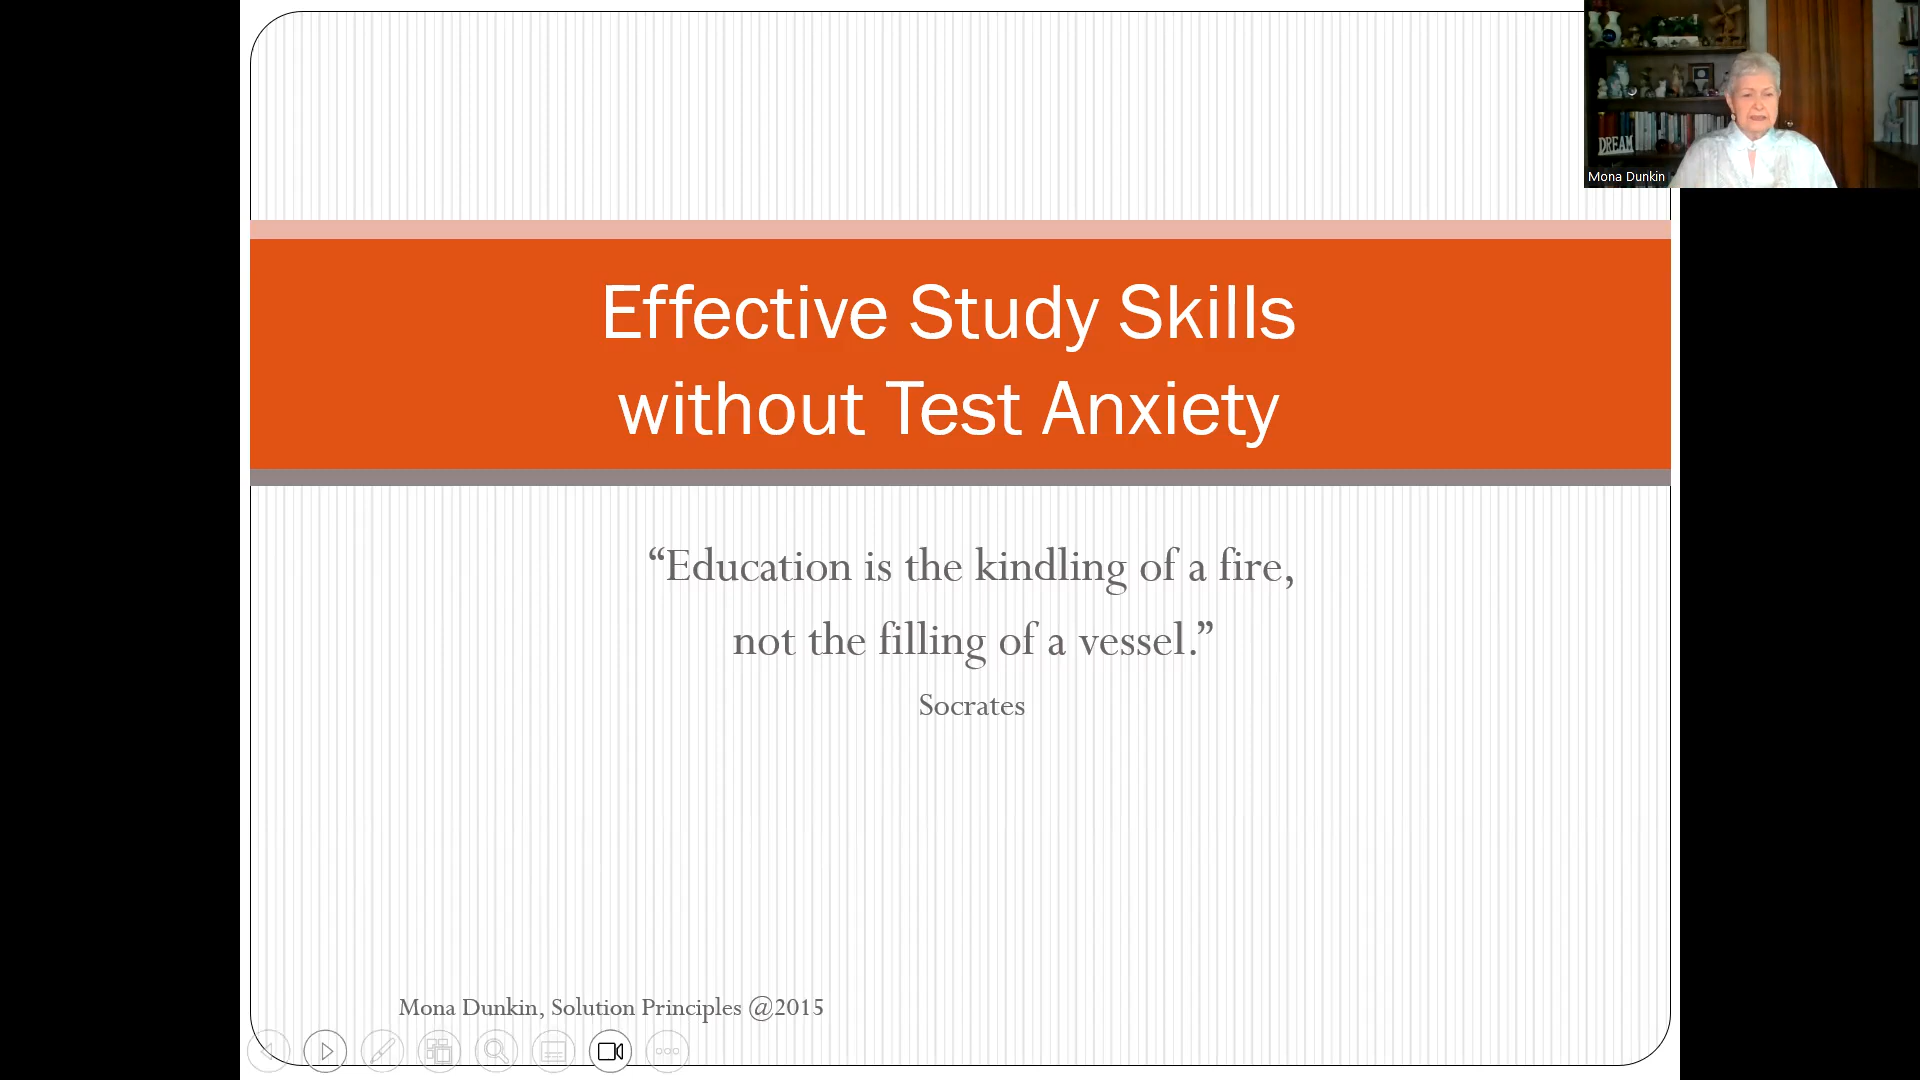 DREAM
Mona Dunkin
Effective Study Skills
without Test Anxiety
“Education is the kindling of a fire,
not the filling of a vessel.”
Socrates
Mona Dunkin, Solution Principles @2015